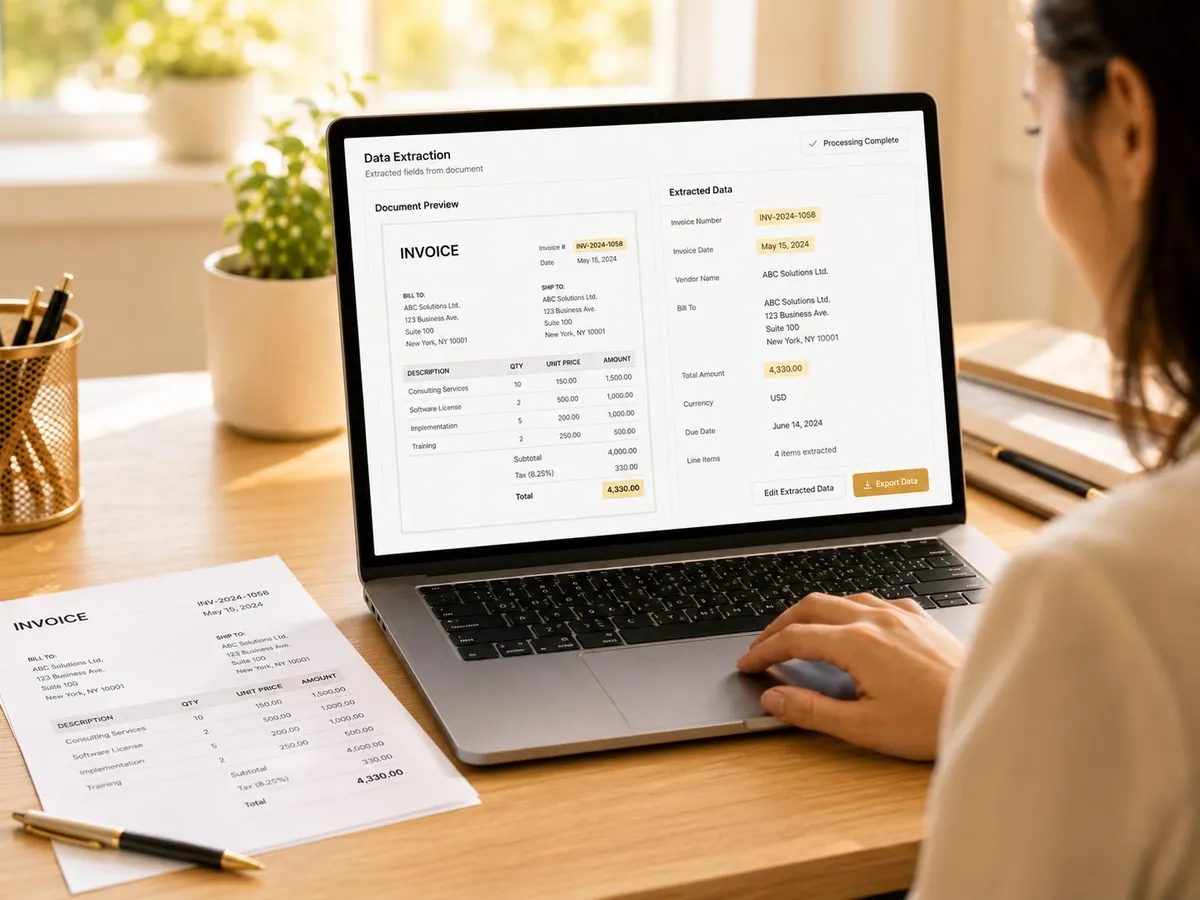 Data Extraction
Extracted fields from document
Processing Complete
Document Preview
INVOICE
Invoice # INV-2024-1058
Date May 15, 2024
BILL TO:
ABC Solutions Ltd.
123 Business Ave.
Suite 100
New York, NY 10001
SHIP TO:
ABC Solutions Ltd.
123 Business Ave.
Suite 100
New York, NY 10001
DESCRIPTION QTY UNIT PRICE AMOUNT
Consulting Services 10 150.00 1,500.00
Software License 2 500.00 1,000.00
Implementation 5 200.00 1,000.00
Training 2 250.00 500.00
Subtotal 4,000.00
Tax (8.25%) 330.00
Total 4,330.00
Extracted Data
Invoice Number INV-2024-1058
Invoice Date May 15, 2024
Vendor Name ABC Solutions Ltd.
Bill To ABC Solutions Ltd.
123 Business Ave.
Suite 100
New York, NY 10001
Total Amount 4,330.00
Currency USD
Due Date June 14, 2024
Line Items 4 items extracted
Edit Extracted Data
Export Data
INVOICE
INV-2024-1058
May 15, 2024
BILL TO:
ABC Solutions Ltd.
123 Business Ave.
Suite 100
New York, NY 10001
SHIP TO:
ABC Solutions Ltd.
123 Business Ave.
Suite 100
New York, NY 10001
DESCRIPTION QTY UNIT PRICE AMOUNT
Consulting Services 10 150.00 1,500.00
Software License 2 500.00 1,000.00
Implementation 5 200.00 1,000.00
Training 2 250.00 500.00
Subtotal 4,000.00
Tax (8.25%) 330.00
Total 4,330.00